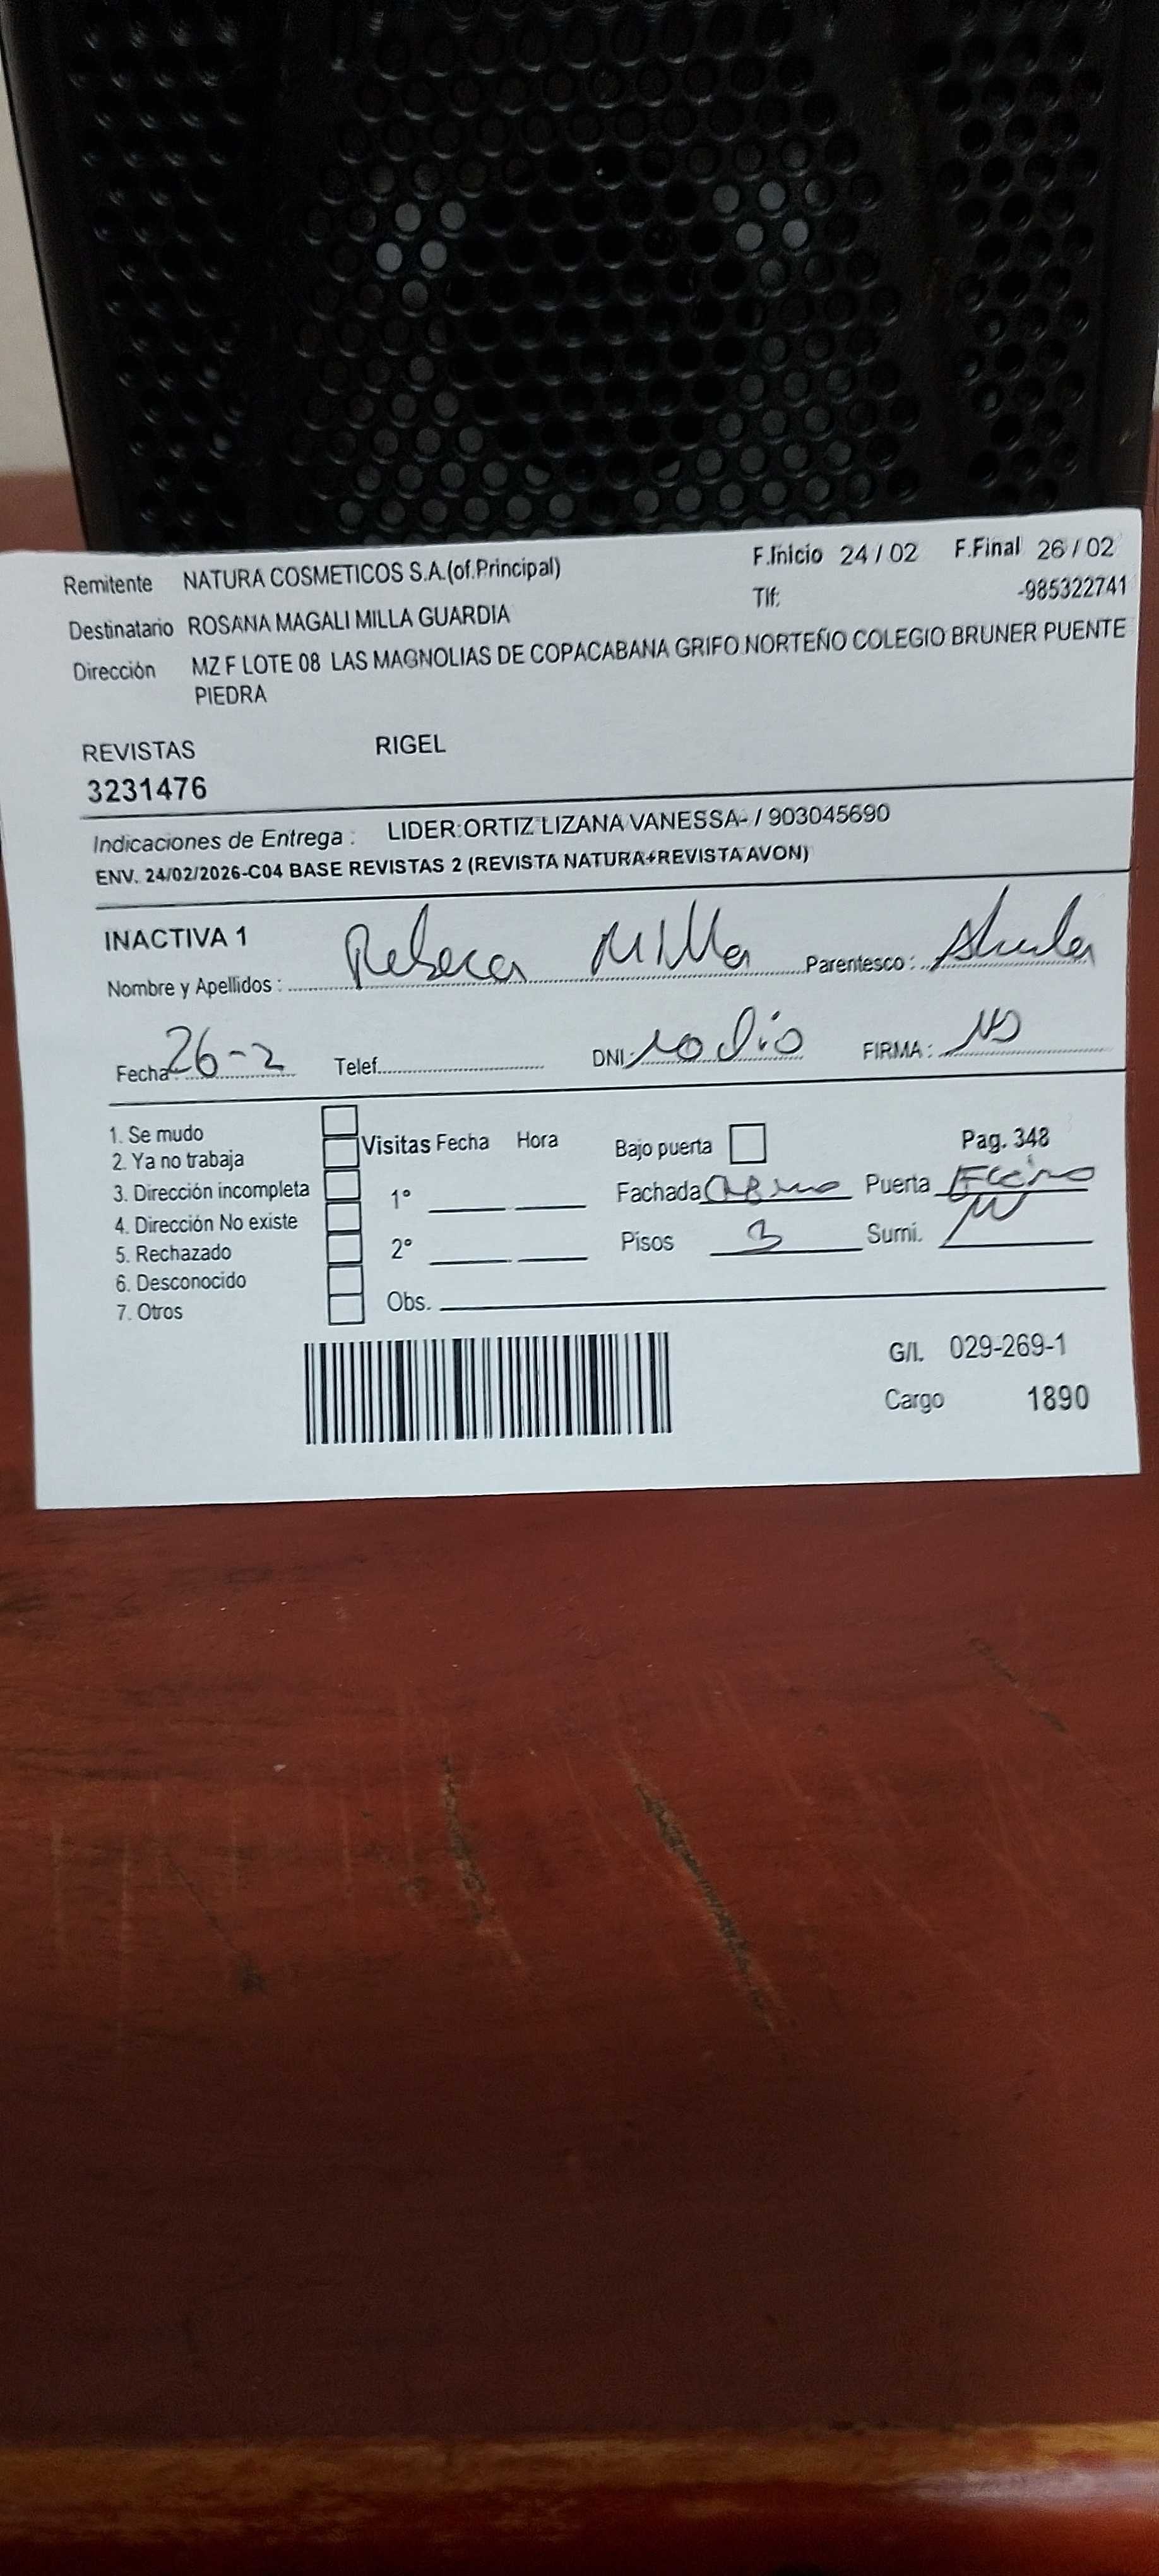 Remitente NATURA COSMETICOS S.A.(of.Principal) F.Inicio 24 / 02 F.Final 26 / 02
Destinatario ROSANA MAGALI MILLA GUARDIA Tlf: -985322741
Dirección MZ F LOTE 08 LAS MAGNOLIAS DE COPACABANA GRIFO NORTEÑO COLEGIO BRUNER PUENTE
PIEDRA
REVISTAS RIGEL
3231476
Indicaciones de Entrega : LIDER:ORTIZ LIZANA VANESSA- / 903045690
ENV. 24/02/2026-C04 BASE REVISTAS 2 (REVISTA NATURA+REVISTA AVON)
INACTIVA 1
Nombre y Apellidos : Rebeca Milla Parentesco :
Fecha: 26-2 Telef. DNI: no dio FIRMA :
1. Se mudo
2. Ya no trabaja Visitas Fecha Hora Bajo puerta Pag. 348
3. Dirección incompleta 1° Fachada Puerta
4. Dirección No existe
5. Rechazado 2° Pisos 3 Sumi.
6. Desconocido
7. Otros Obs.
G/I. 029-269-1
Cargo 1890